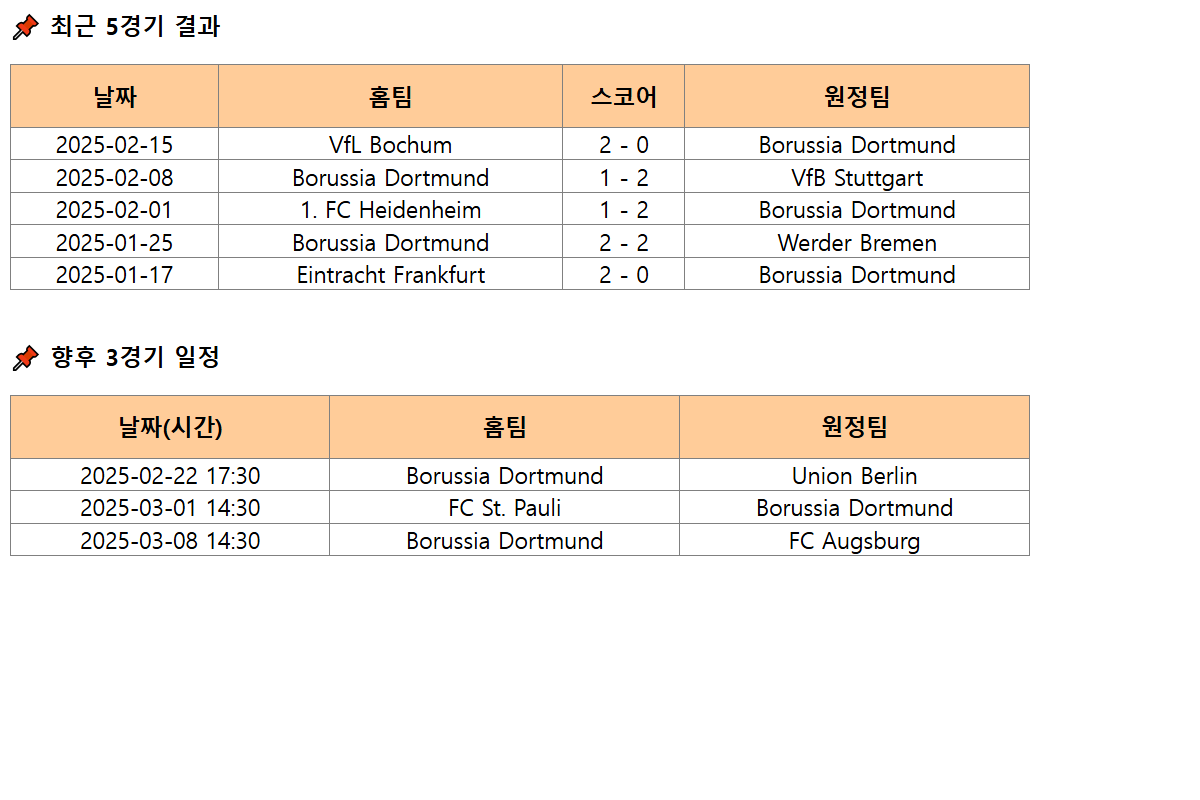 📌 최근 5경기 결과
날짜 홈팀 스코어 원정팀
2025-02-15 VfL Bochum 2 - 0 Borussia Dortmund
2025-02-08 Borussia Dortmund 1 - 2 VfB Stuttgart
2025-02-01 1. FC Heidenheim 1 - 2 Borussia Dortmund
2025-01-25 Borussia Dortmund 2 - 2 Werder Bremen
2025-01-17 Eintracht Frankfurt 2 - 0 Borussia Dortmund
📌 향후 3경기 일정
날짜(시간) 홈팀 원정팀
2025-02-22 17:30 Borussia Dortmund Union Berlin
2025-03-01 14:30 FC St. Pauli Borussia Dortmund
2025-03-08 14:30 Borussia Dortmund FC Augsburg